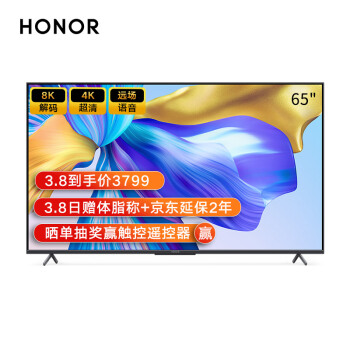 HONOR
8K
解码
4K
超清
远场
语音
65"
3.8到手价3799
3.8日赠体脂称+京东延保2年
晒单抽奖赢触控遥控器 赢